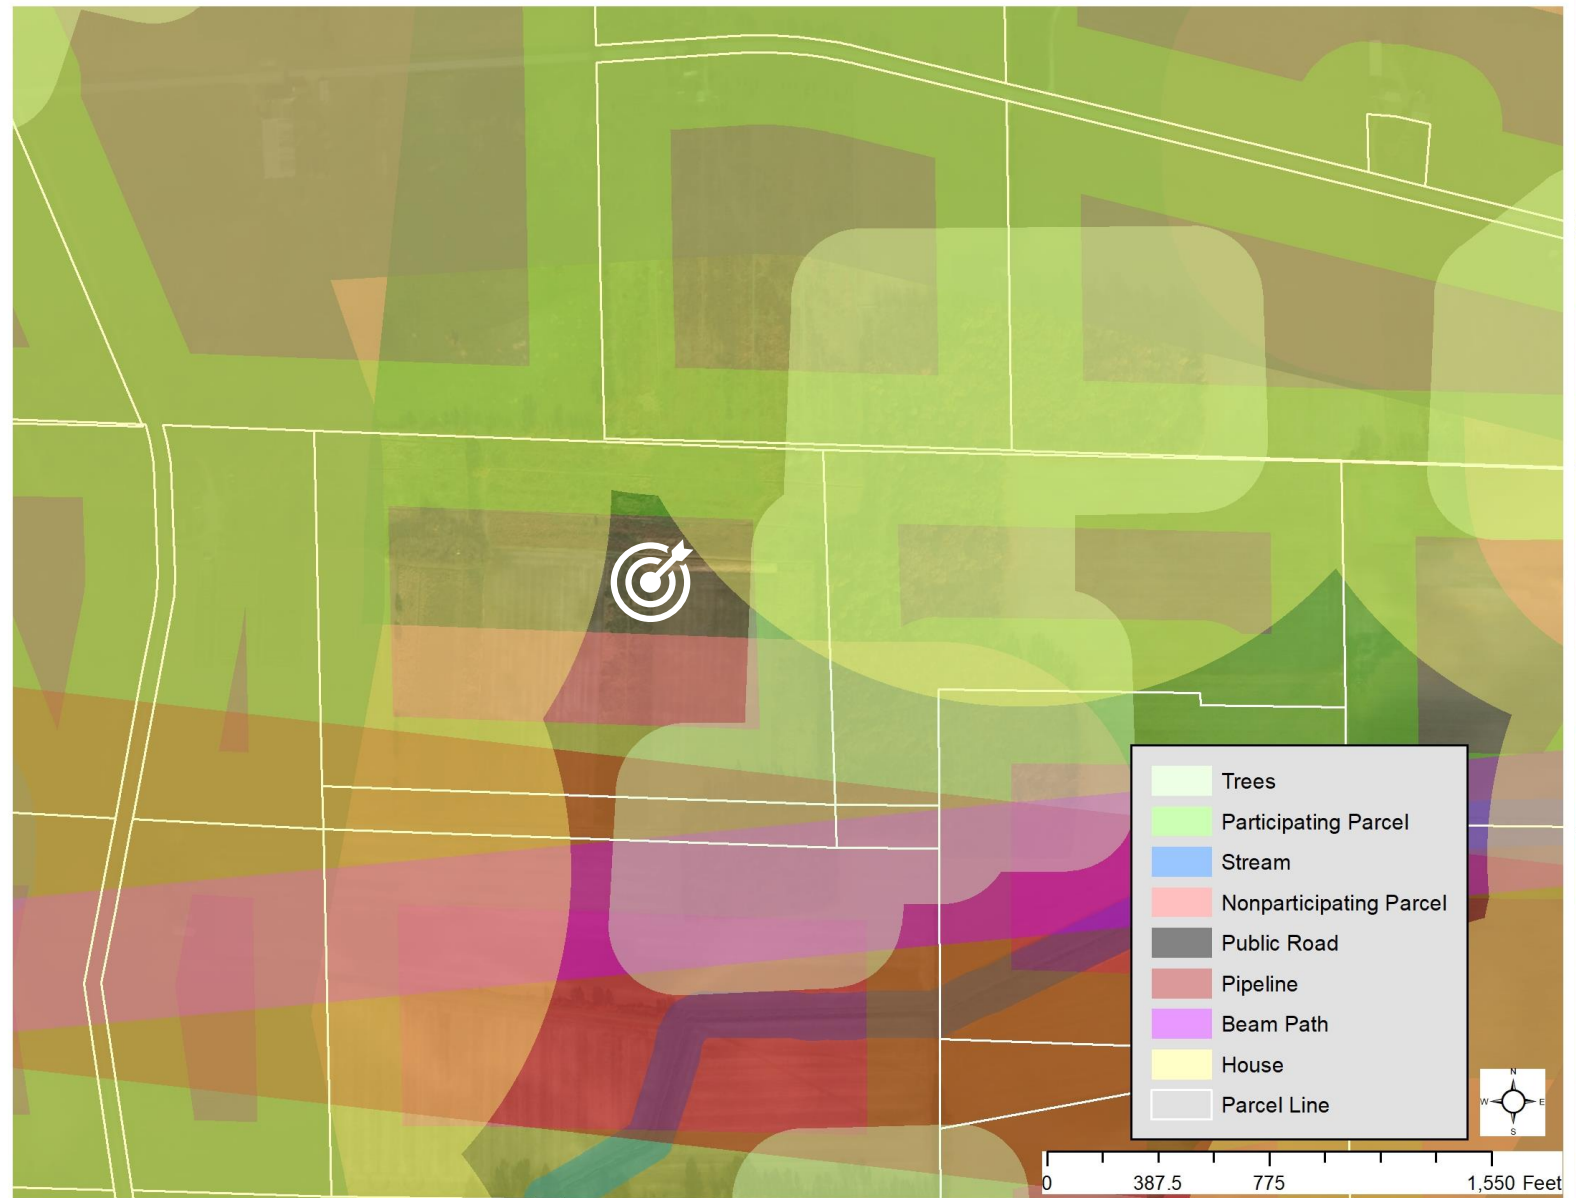 Trees
Participating Parcel
Stream
Nonparticipating Parcel
Public Road
Pipeline
Beam Path
House
Parcel Line
N
W E
S
0 387.5 775 1,550 Feet